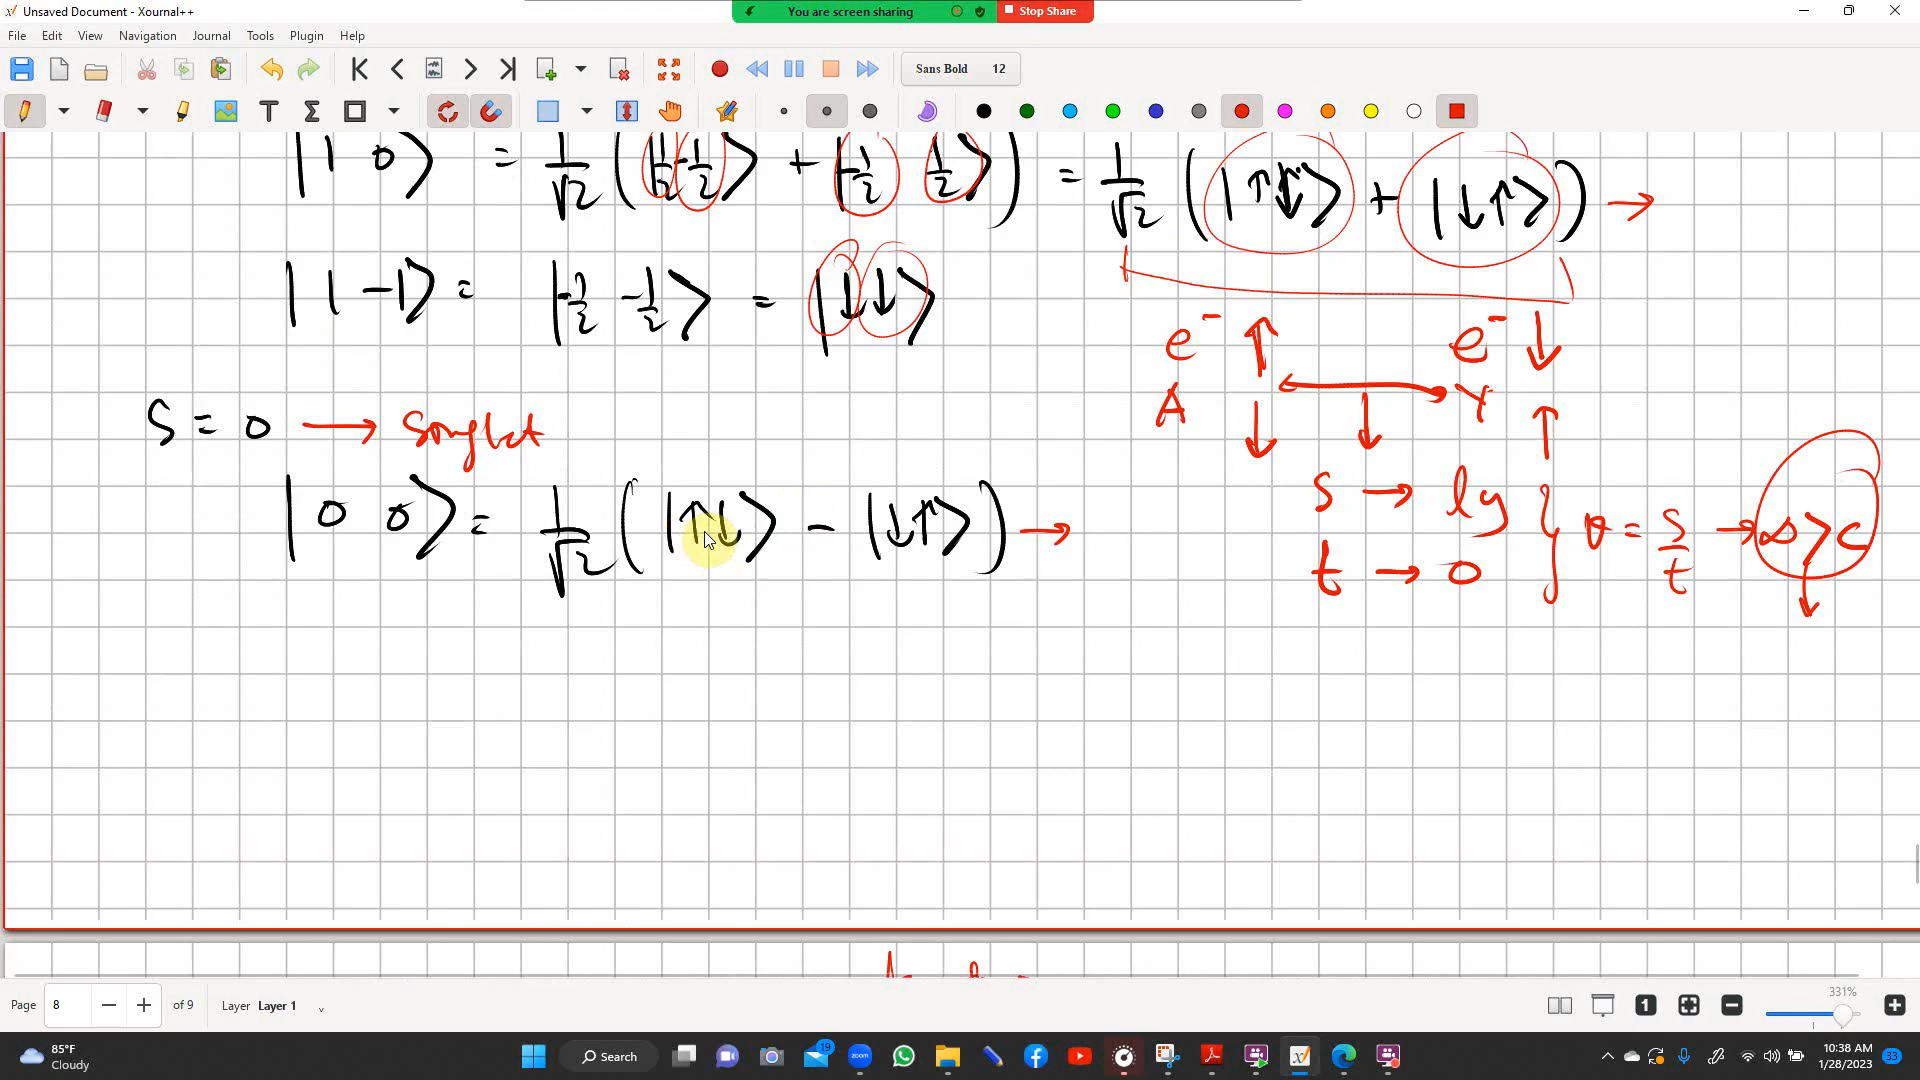 Unsaved Document - Xournal++
You are screen sharing
Stop Share
File Edit View Navigation Journal Tools Plugin Help
Sans Bold 12
|1 0⟩ = 1/√2 (|1/2 -1/2⟩ + |-1/2 1/2⟩) = 1/√2 (|↑↓⟩ + |↓↑⟩) →
|1 -1⟩ = |-1/2 -1/2⟩ = |↓↓⟩
e⁻ ↑ e⁻ ↓
A ↓ ↓ Y ↑
S = 0 → Singlet
S → ly
|0 0⟩ = 1/√2 (|↑↓⟩ - |↓↑⟩) →
v = s/t → ∞ > c
t → 0
Page 8 of 9 Layer Layer 1
331%
85°F
Cloudy
Search
19
zoom
10:38 AM
1/28/2023
33